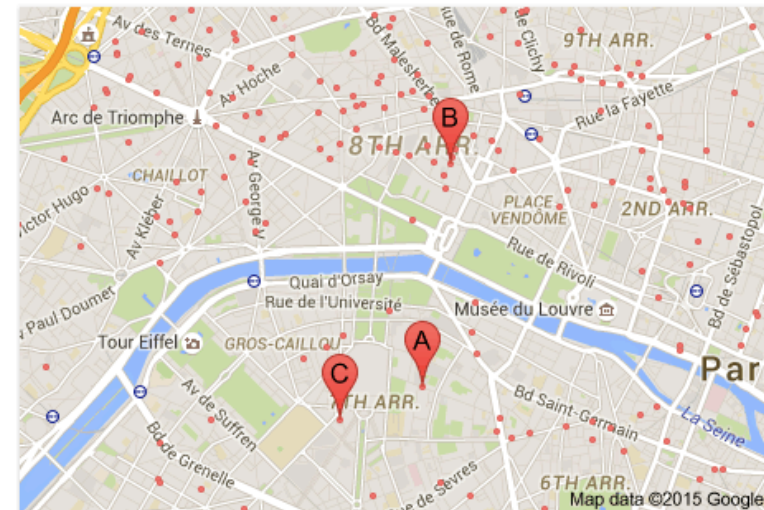 Av des Ternes
Bd Malesherbe
Rue de Rome
de Clichy
9TH ARR.
Av Hoche
Rue la Fayette
Arc de Triomphe
B
8TH ARR.
CHAILLOT
Av George V
Victor Hugo
Av Kléber
PLACE
VENDÔME
2ND ARR.
Rue de Rivoli
Bd de Sébastopol
Quai d'Orsay
Rue de l'Université
Paul Doumer
Musée du Louvre
Tour Eiffel
GROS-CAILLOU
A
C
Par
7TH ARR.
Av de Suffren
Bd Saint-Germain
La Seine
Bd de Grenelle
e de Sevres
6TH ARR.
Map data ©2015 Google